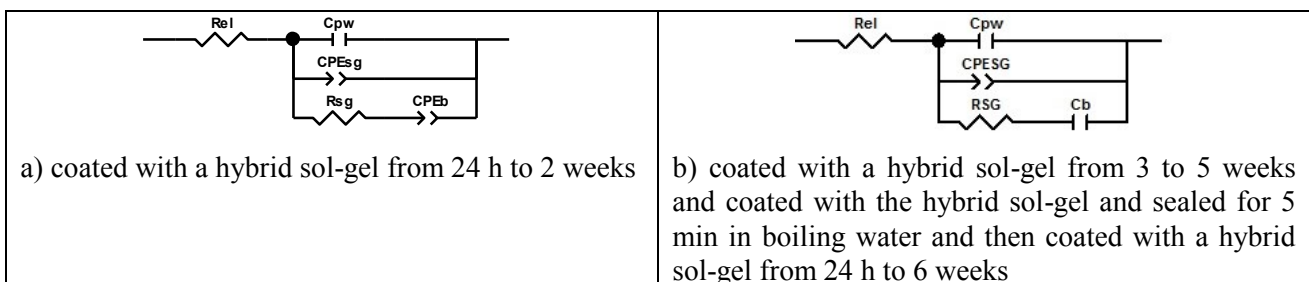 Rel Cpw
CPEsg
Rsg CPEb
a) coated with a hybrid sol-gel from 24 h to 2 weeks
Rel Cpw
CPESG
RSG Cb
b) coated with a hybrid sol-gel from 3 to 5 weeks
and coated with the hybrid sol-gel and sealed for 5
min in boiling water and then coated with a hybrid
sol-gel from 24 h to 6 weeks